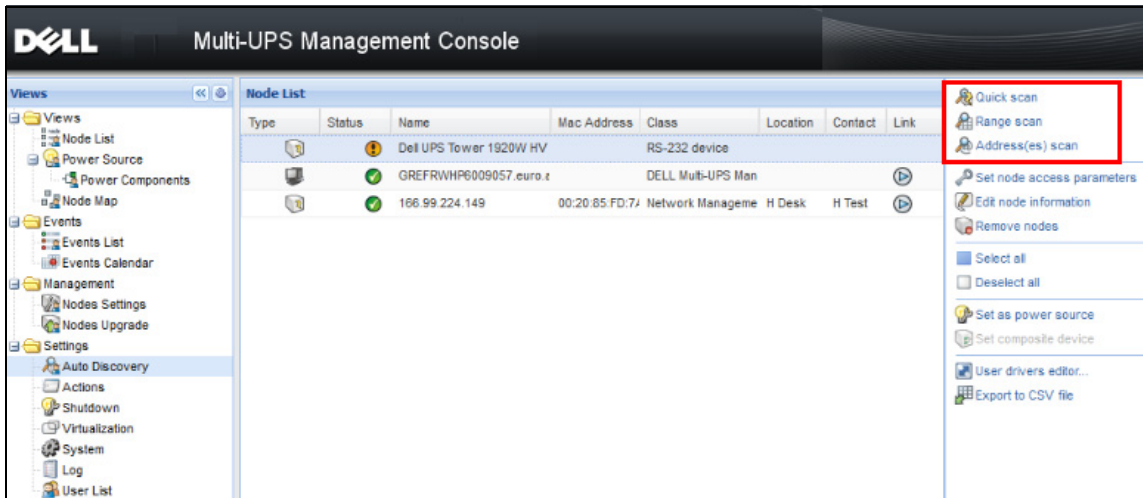 DELL Multi-UPS Management Console
Views
Views
Node List
Power Source
Power Components
Node Map
Events
Events List
Events Calendar
Management
Nodes Settings
Nodes Upgrade
Settings
Auto Discovery
Actions
Shutdown
Virtualization
System
Log
User List
Node List
Type Status Name Mac Address Class Location Contact Link
Dell UPS Tower 1920W HV RS-232 device
GREFRWHP6009057.euro.e DELL Multi-UPS Man
166.99.224.149 00:20:85:FD:7A Network Manageme H Desk H Test
Quick scan
Range scan
Address(es) scan
Set node access parameters
Edit node information
Remove nodes
Select all
Deselect all
Set as power source
Set composite device
User drivers editor...
Export to CSV file